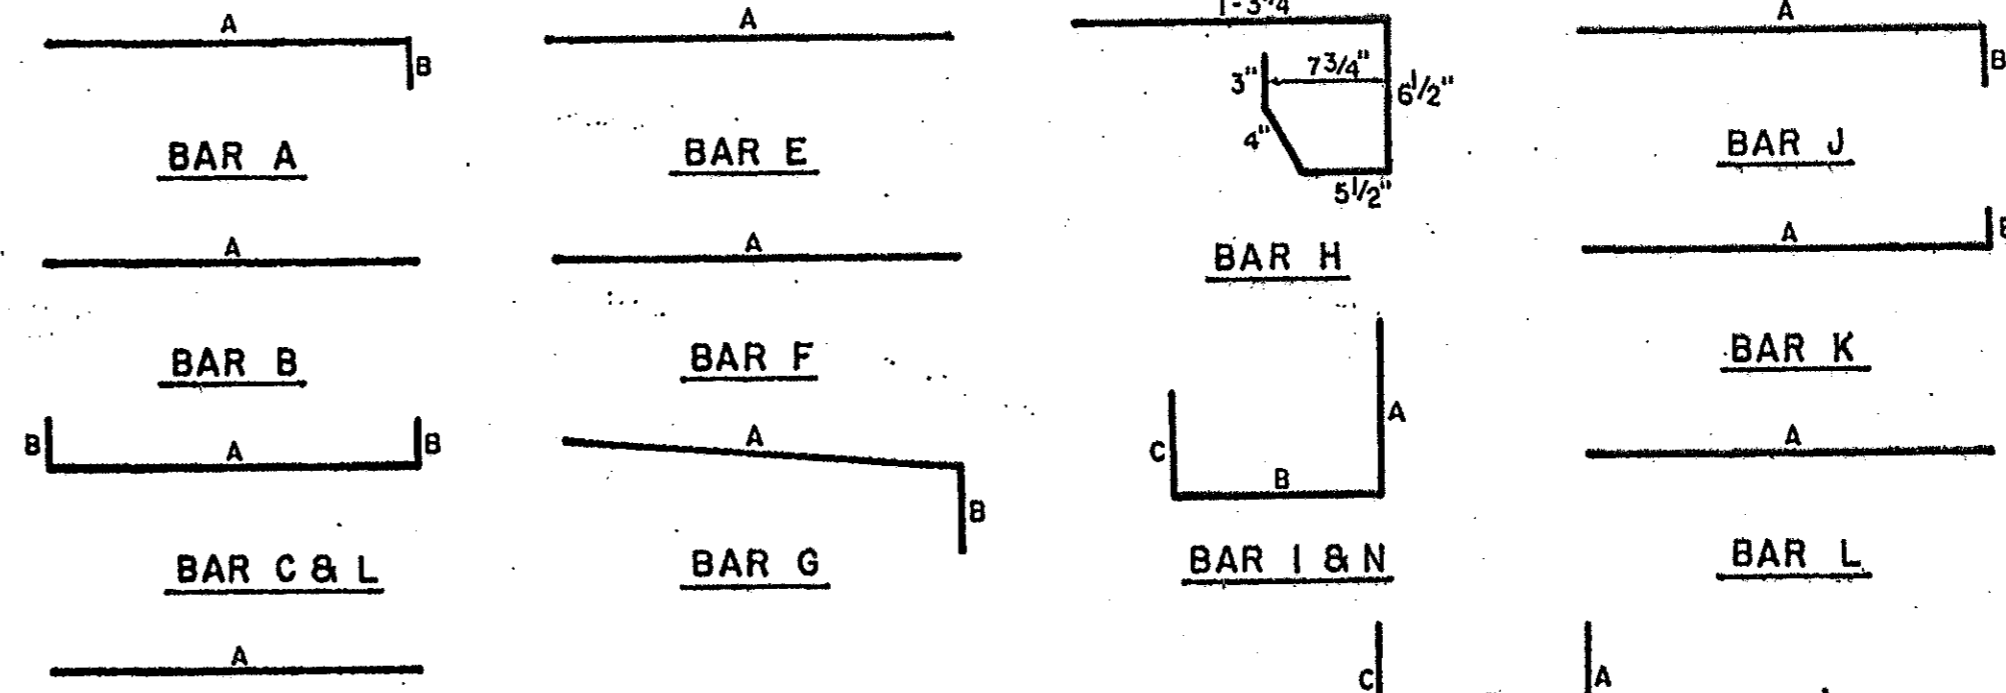 A
B
BAR A
A
BAR B
B A B
BAR C & L
A
A
BAR E
A
BAR F
A
B
BAR G
3"
7 3/4"
6 1/2"
4"
5 1/2"
BAR H
A
C
B
BAR I & N
C
A
A
B
BAR J
A
BAR K
A
BAR L